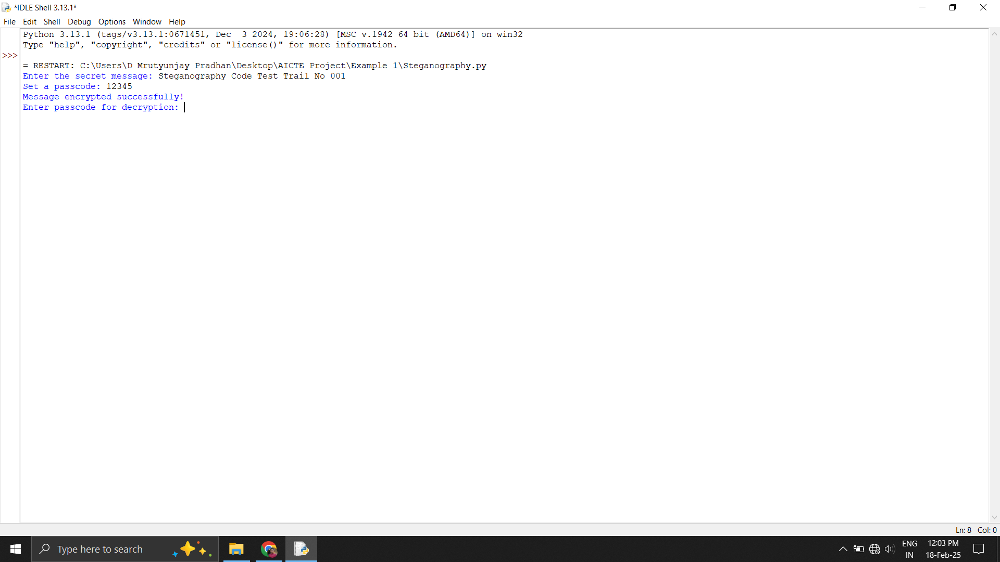 *IDLE Shell 3.13.1*
File Edit Shell Debug Options Window Help
Python 3.13.1 (tags/v3.13.1:0671451, Dec  3 2024, 19:06:28) [MSC v.1942 64 bit (AMD64)] on win32
Type "help", "copyright", "credits" or "license()" for more information.
>>>
= RESTART: C:\Users\D Mrutyunjay Pradhan\Desktop\AICTE Project\Example 1\Steganography.py
Enter the secret message: Steganography Code Test Trail No 001
Set a passcode: 12345
Message encrypted successfully!
Enter passcode for decryption:
Ln: 8 Col: 0
Type here to search
ENG
IN
12:03 PM
18-Feb-25